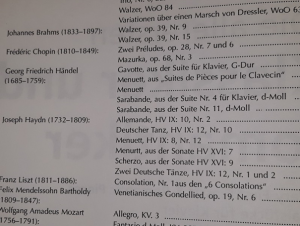 Walzer, WoO 84
Variationen über einen Marsch von Dressler, WoO 6
Johannes Brahms (1833–1897): Walzer, op. 39, Nr. 9
Walzer, op. 39, Nr. 15
Frédéric Chopin (1810–1849): Zwei Préludes, op. 28, Nr. 7 und 6
Mazurka, op. 68, Nr. 3
Georg Friedrich Händel Gavotte, aus der Suite für Klavier, G-Dur
(1685–1759): Menuett, aus „Suites de Pièces pour le Clavecin“
Menuett
Sarabande, aus der Suite Nr. 4 für Klavier, d-Moll
Sarabande, aus der Suite Nr. 11, d-Moll
Joseph Haydn (1732–1809): Allemande, HV IX: 10, Nr. 2
Deutscher Tanz, HV IX: 12, Nr. 10
Menuett, HV IX: 8, Nr. 12
Menuett, aus der Sonate HV XVI: 7
Scherzo, aus der Sonate HV XVI: 9
Zwei Deutsche Tänze, HV IX: 12, Nr. 1 und 2
Franz Liszt (1811–1886): Consolation, Nr. 1aus den „6 Consolations“
Felix Mendelssohn Bartholdy Venetianisches Gondellied, op. 19, Nr. 6
(1809–1847):
Wolfgang Amadeus Mozart Allegro, KV. 3
1756–1791):